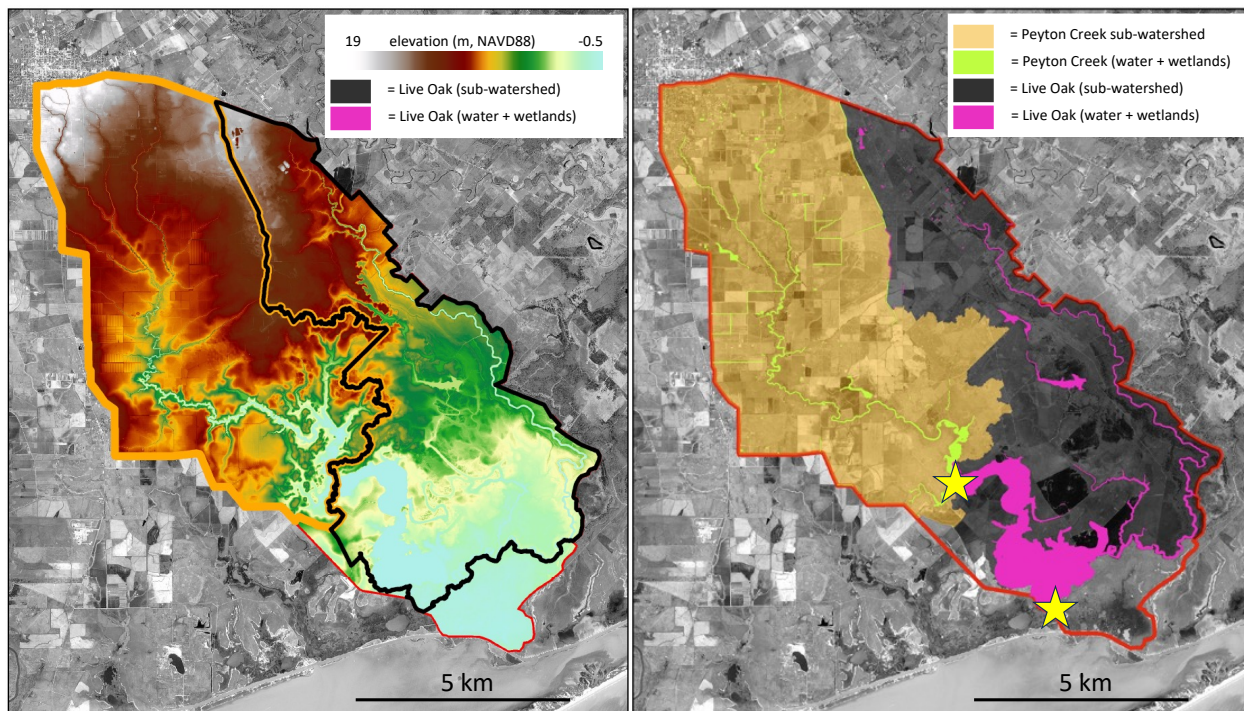 19 elevation (m, NAVD88) -0.5
= Live Oak (sub-watershed)
= Live Oak (water + wetlands)
5 km
= Peyton Creek sub-watershed
= Peyton Creek (water + wetlands)
= Live Oak (sub-watershed)
= Live Oak (water + wetlands)
5 km